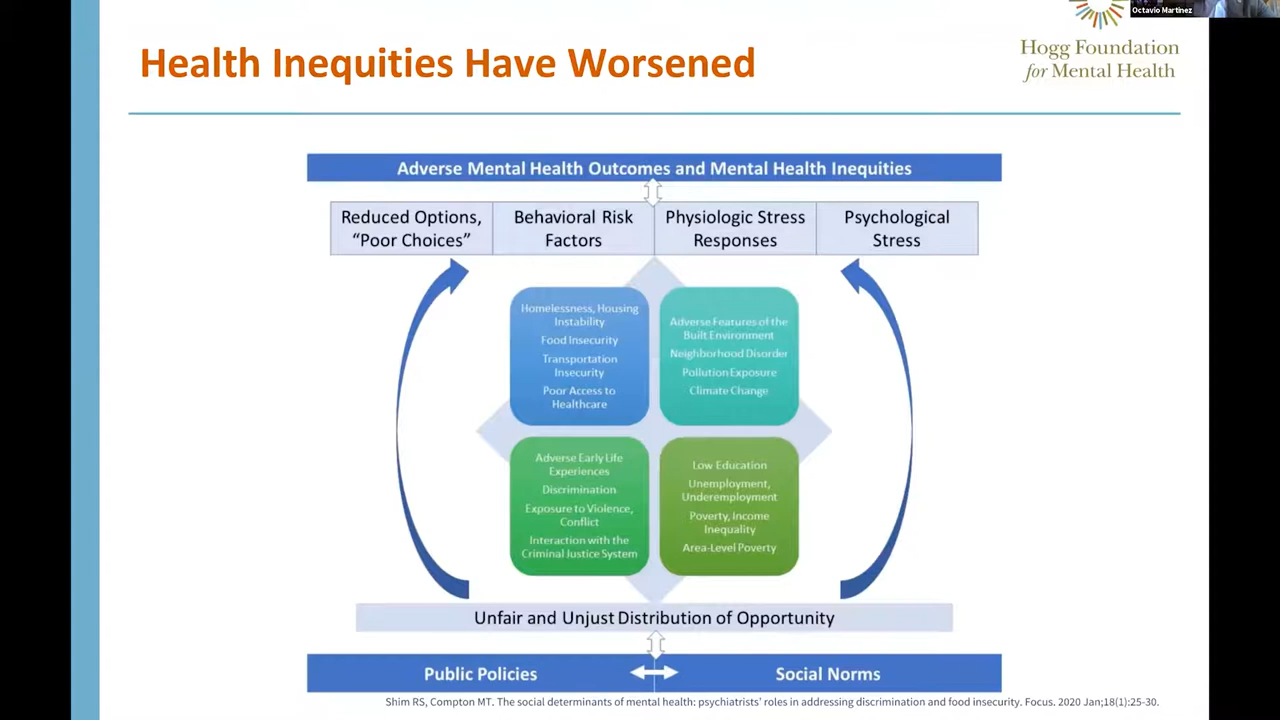 Octavio Martinez
Health Inequities Have Worsened
Hogg Foundation
for Mental Health
Adverse Mental Health Outcomes and Mental Health Inequities
Reduced Options,
“Poor Choices”
Behavioral Risk
Factors
Physiologic Stress
Responses
Psychological
Stress
Homelessness, Housing
Instability
Food Insecurity
Transportation
Insecurity
Poor Access to
Healthcare
Adverse Features of the
Built Environment
Neighborhood Disorder
Pollution Exposure
Climate Change
Adverse Early Life
Experiences
Discrimination
Exposure to Violence,
Conflict
Interaction with the
Criminal Justice System
Low Education
Unemployment,
Underemployment
Poverty, Income
Inequality
Area-Level Poverty
Unfair and Unjust Distribution of Opportunity
Public Policies
Social Norms
Shim RS, Compton MT. The social determinants of mental health: psychiatrists’ roles in addressing discrimination and food insecurity. Focus. 2020 Jan;18(1):25-30.